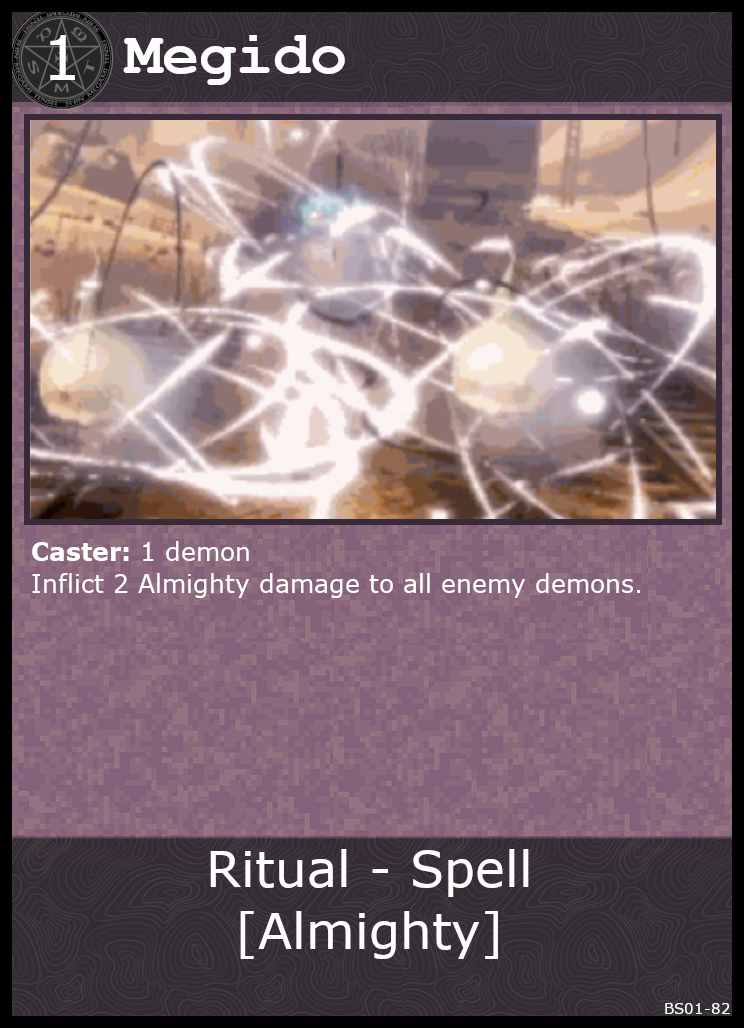 1
Megido
Caster: 1 demon
Inflict 2 Almighty damage to all enemy demons.
Ritual - Spell
[Almighty]
BS01-82